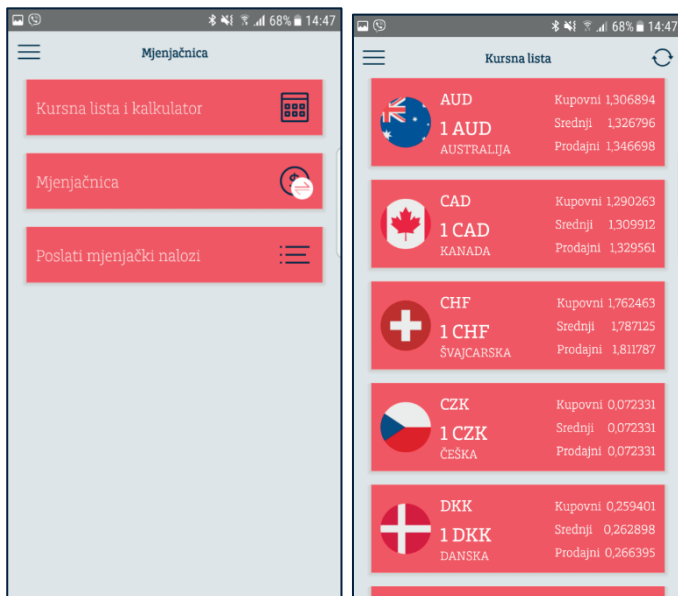 68% 14:47
Mjenjačnica
Kursna lista i kalkulator
Mjenjačnica
Poslati mjenjački nalozi
68% 14:47
Kursna lista
AUD
Kupovni 1,306894
1 AUD
Srednji 1,326796
AUSTRALIJA
Prodajni 1,346698
CAD
Kupovni 1,290263
1 CAD
Srednji 1,309912
KANADA
Prodajni 1,329561
CHF
Kupovni 1,762463
1 CHF
Srednji 1,787125
ŠVAJCARSKA
Prodajni 1,811787
CZK
Kupovni 0,072331
1 CZK
Srednji 0,072331
ČEŠKA
Prodajni 0,072331
DKK
Kupovni 0,259401
1 DKK
Srednji 0,262898
DANSKA
Prodajni 0,266395